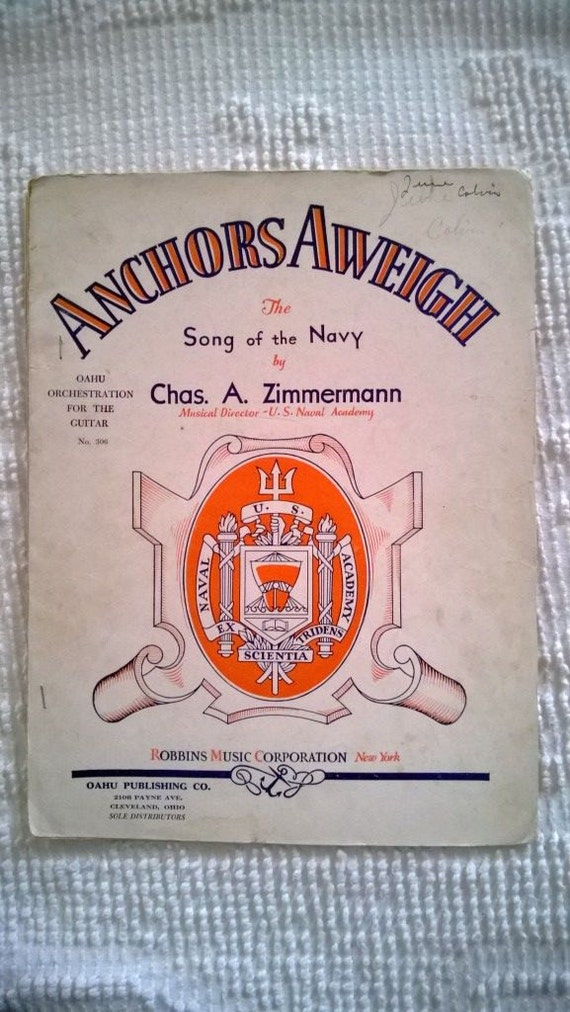 June Colvin
ANCHORS AWEIGH
The
Song of the Navy
by
Chas. A. Zimmermann
Musical Director - U. S. Naval Academy
OAHU
ORCHESTRATION
FOR THE
GUITAR
No. 306
U. S.
NAVAL ACADEMY
EX TRIDENS
SCIENTIA
ROBBINS MUSIC CORPORATION New York
OAHU PUBLISHING CO.
2108 PAYNE AVE.
CLEVELAND, OHIO
SOLE DISTRIBUTORS